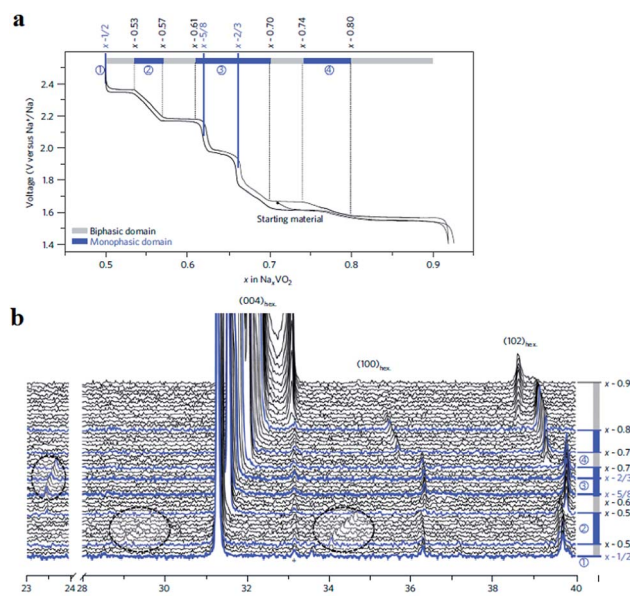 a
x - 1/2
x - 0.53
x - 0.57
x - 0.61
x - 5/8
x - 2/3
x - 0.70
x - 0.74
x - 0.80
① ② ③ ④
2.4
2.2
2.0
1.8
1.6
1.4
Voltage (V versus Na⁺/Na)
Starting material
Biphasic domain
Monophasic domain
0.5 0.6 0.7 0.8 0.9
x in NaₓVO₂
b
(004)hex.
(100)hex.
(102)hex.
x - 0.9
x - 0.8
x - 0.7
④
x - 0.7
x - 2/3
③
x - 5/8
x - 0.6
x - 0.5
②
x - 0.5
x - 1/2
①
*
23 24 28 30 32 34 36 38 40